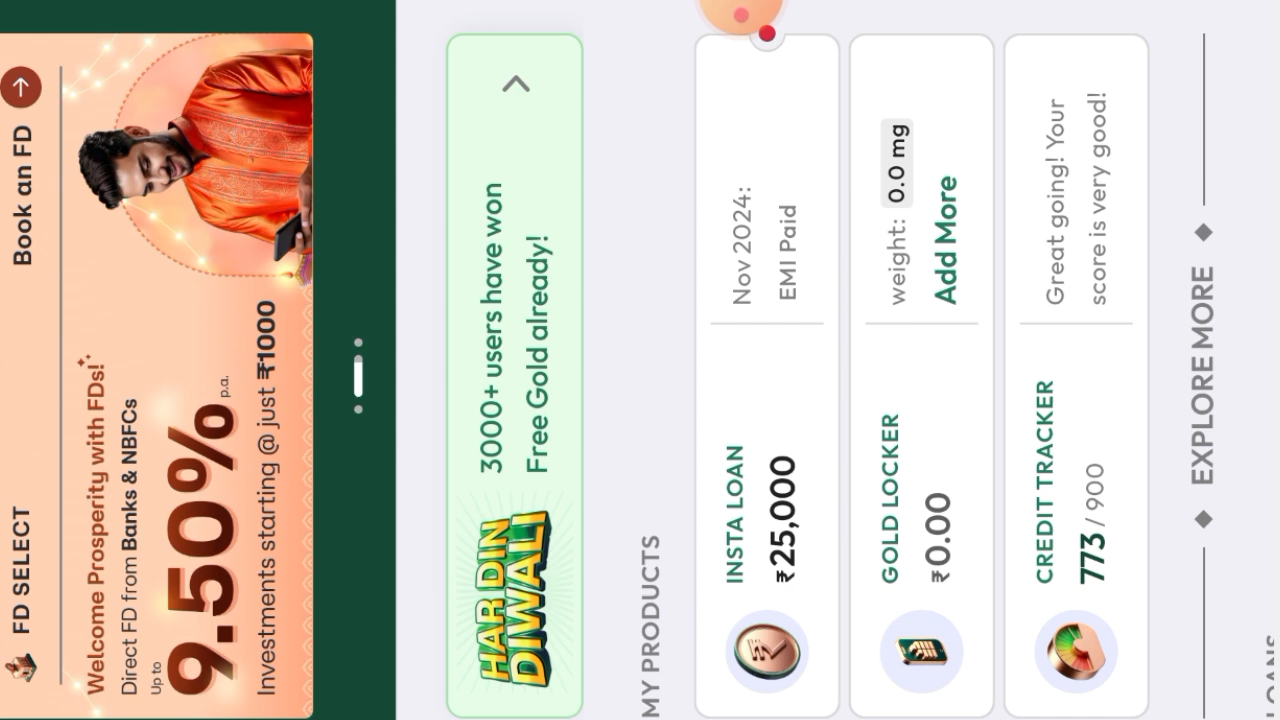 FD SELECT
Book an FD
Welcome Prosperity with FDs!
Direct FD from Banks & NBFCs
Up to
9.50% p.a.
Investments starting @ just ₹1000
HAR DIN
DIWALI
3000+ users have won
Free Gold already!
MY PRODUCTS
INSTA LOAN
₹25,000
Nov 2024:
EMI Paid
GOLD LOCKER
₹0.00
weight: 0.0 mg
Add More
CREDIT TRACKER
773 / 900
Great going! Your
score is very good!
EXPLORE MORE
LOANS